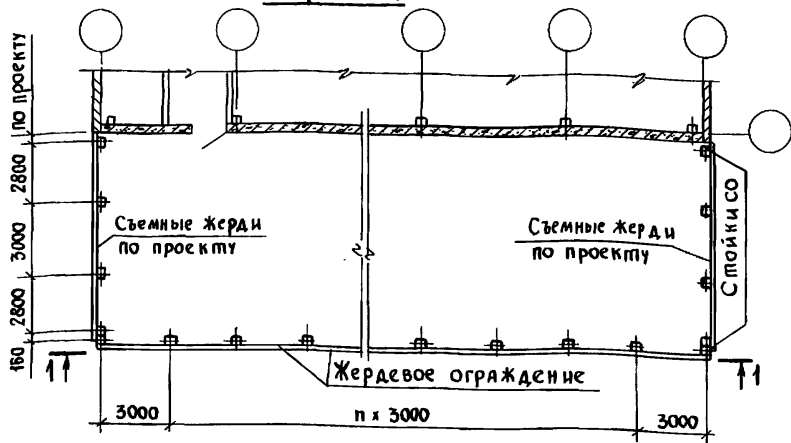 по проекту
2800
3000
2800
160
Съемные жерди
по проекту
Съемные жерди
по проекту
Стойки со
Жердевое ограждение
1
1
3000
n x 3000
3000